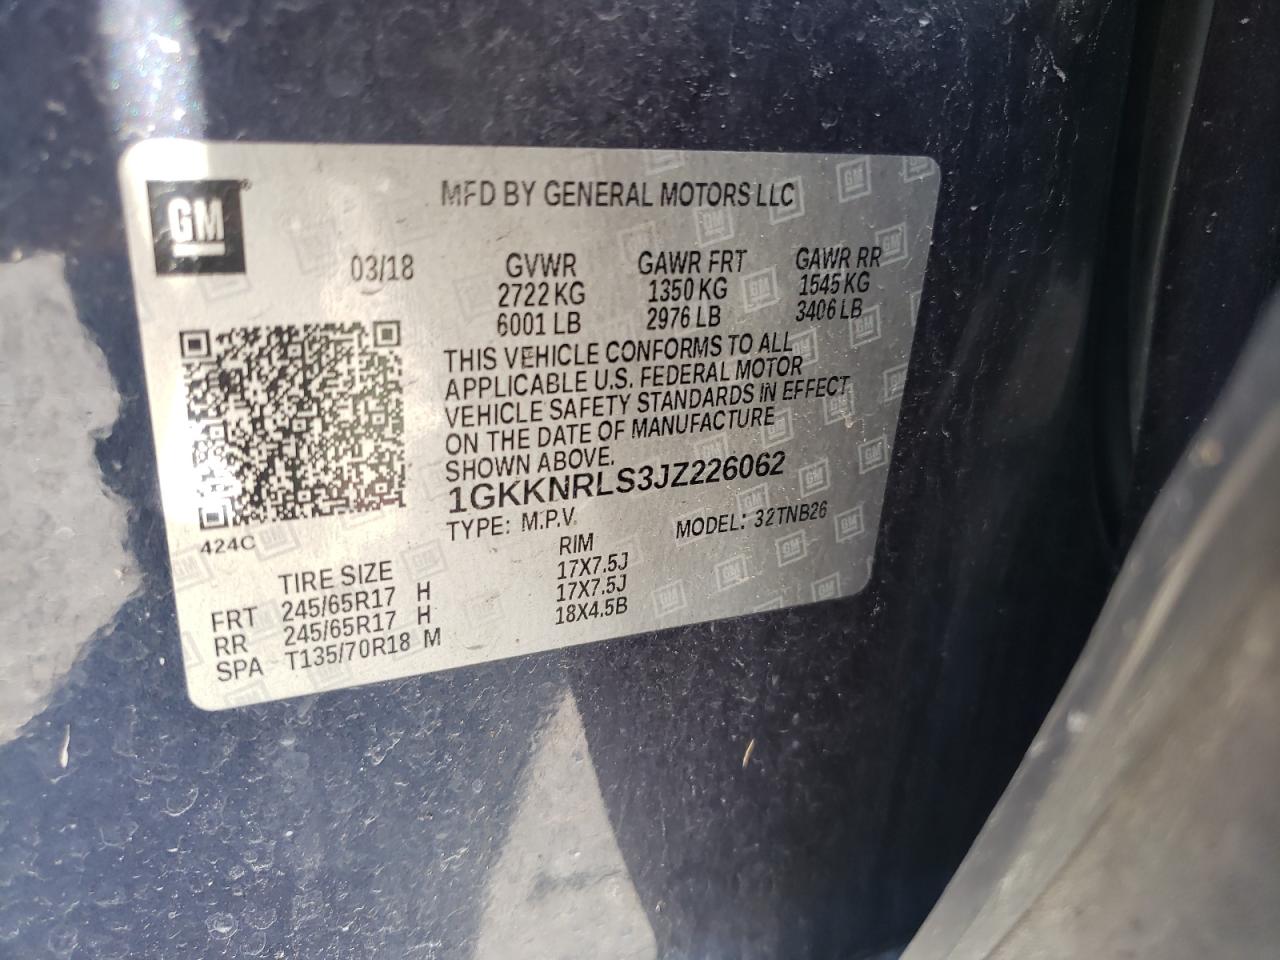 GM®
MFD BY GENERAL MOTORS LLC
03/18
GVWR GAWR FRT GAWR RR
2722 KG 1350 KG 1545 KG
6001 LB 2976 LB 3406 LB
THIS VEHICLE CONFORMS TO ALL
APPLICABLE U.S. FEDERAL MOTOR
VEHICLE SAFETY STANDARDS IN EFFECT
ON THE DATE OF MANUFACTURE
SHOWN ABOVE.
1GKKNRLS3JZ226062
TYPE: M.P.V. MODEL: 32TNB26
424C
TIRE SIZE RIM
FRT 245/65R17 H 17X7.5J
RR 245/65R17 H 17X7.5J
SPA T135/70R18 M 18X4.5B